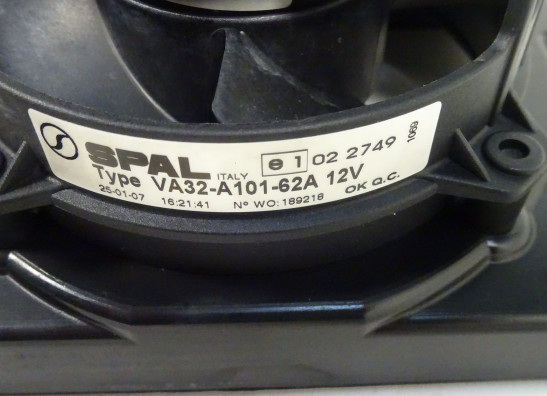 SPAL ITALY e1 02 2749 1069
Type VA32-A101-62A 12V
25-01-07 16:21:41 Nº WO:189218 OK Q.C.